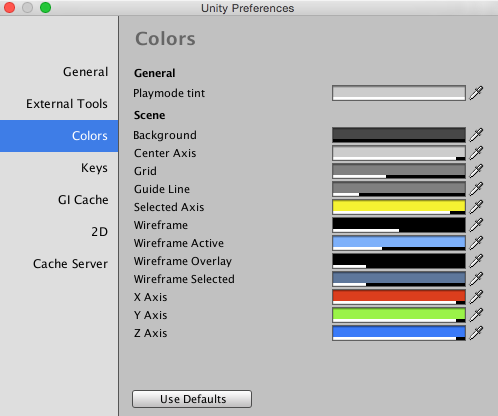 Unity Preferences
General
External Tools
Colors
Keys
GI Cache
2D
Cache Server
Colors
General
Playmode tint
Scene
Background
Center Axis
Grid
Guide Line
Selected Axis
Wireframe
Wireframe Active
Wireframe Overlay
Wireframe Selected
X Axis
Y Axis
Z Axis
Use Defaults